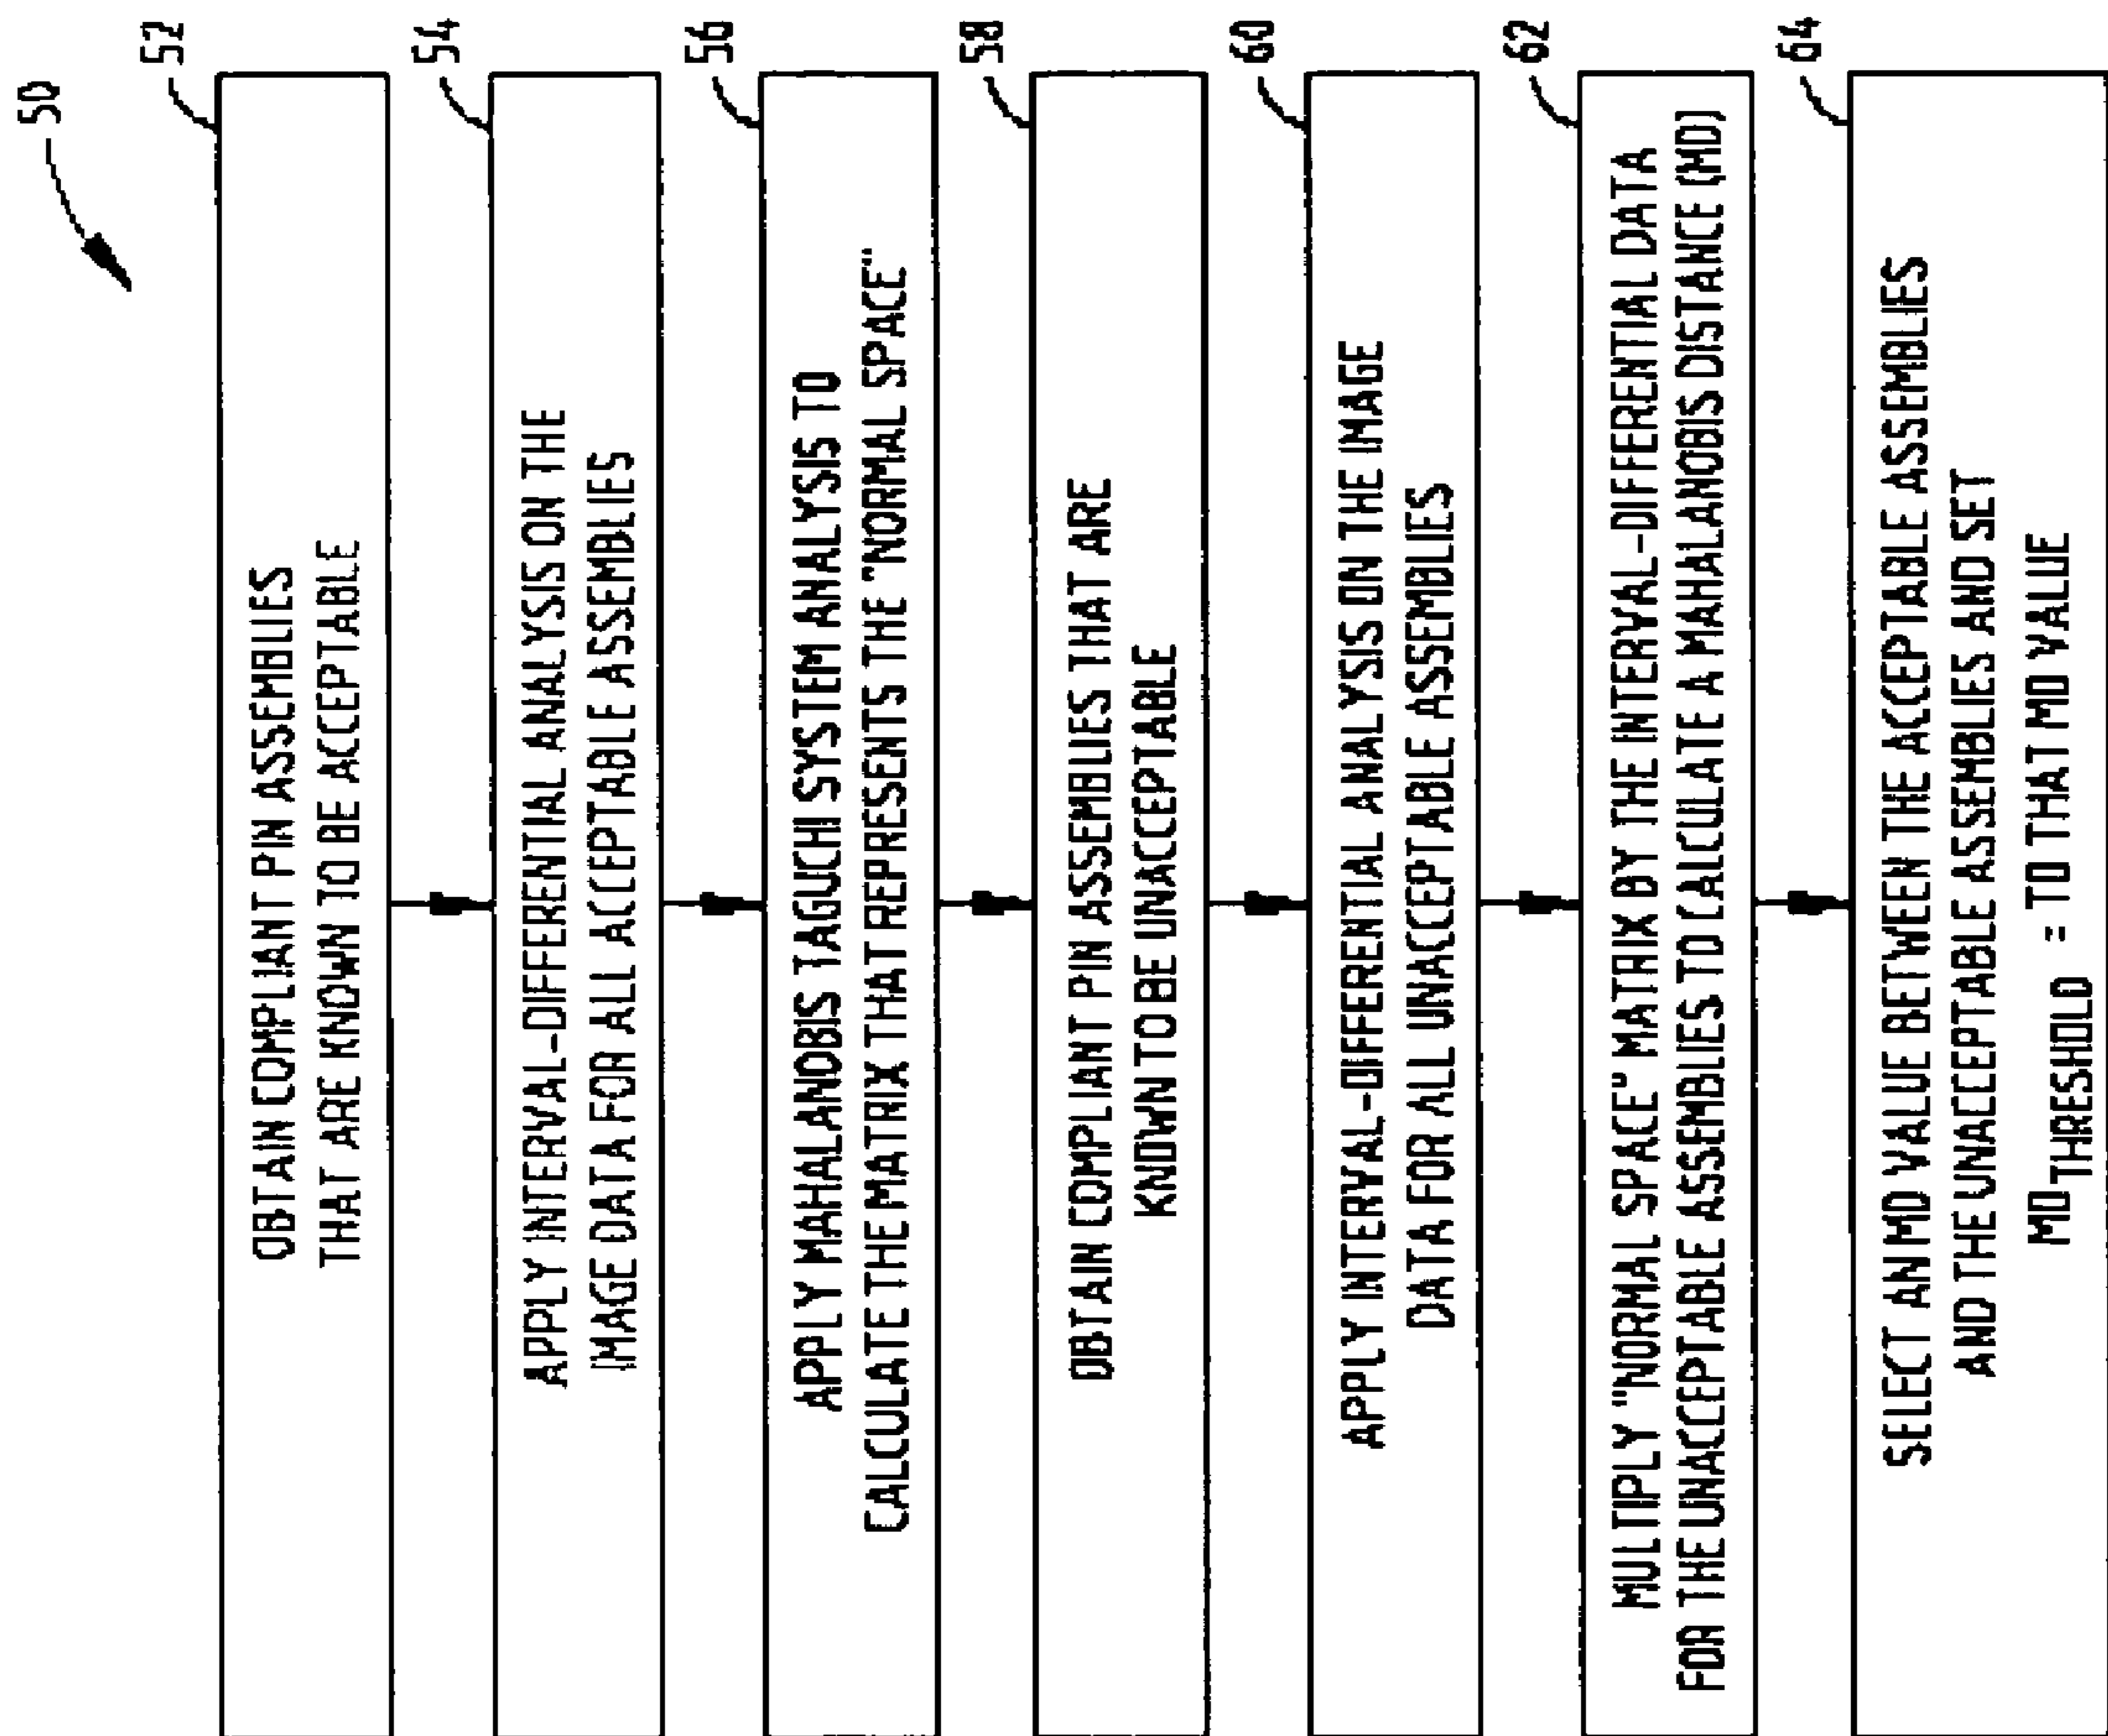 50
52
OBTAIN COMPLIANT PIN ASSEMBLIES
THAT ARE KNOWN TO BE ACCEPTABLE
54
APPLY INTERVAL-DIFFERENTIAL ANALYSIS ON THE
IMAGE DATA FOR ALL ACCEPTABLE ASSEMBLIES
56
APPLY MAHALANOBIS TAGUCHI SYSTEM ANALYSIS TO
CALCULATE THE MATRIX THAT REPRESENTS THE "NORMAL SPACE"
58
OBTAIN COMPLIANT PIN ASSEMBLIES THAT ARE
KNOWN TO BE UNACCEPTABLE
60
APPLY INTERVAL-DIFFERENTIAL ANALYSIS ON THE IMAGE
DATA FOR ALL UNACCEPTABLE ASSEMBLIES
62
MULTIPLY "NORMAL SPACE" MATRIX BY THE INTERVAL-DIFFERENTIAL DATA
FOR THE UNACCEPTABLE ASSEMBLIES TO CALCULATE A MAHALANOBIS DISTANCE (MD)
64
SELECT AN MD VALUE BETWEEN THE ACCEPTABLE ASSEMBLIES
AND THE UNACCEPTABLE ASSEMBLIES AND SET
MD THRESHOLD = TO THAT MD VALUE